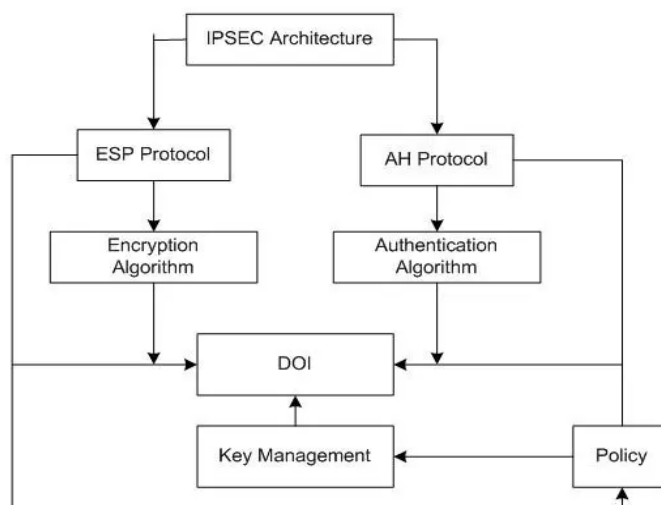 IPSEC Architecture
ESP Protocol
AH Protocol
Encryption
Algorithm
Authentication
Algorithm
DOI
Key Management
Policy